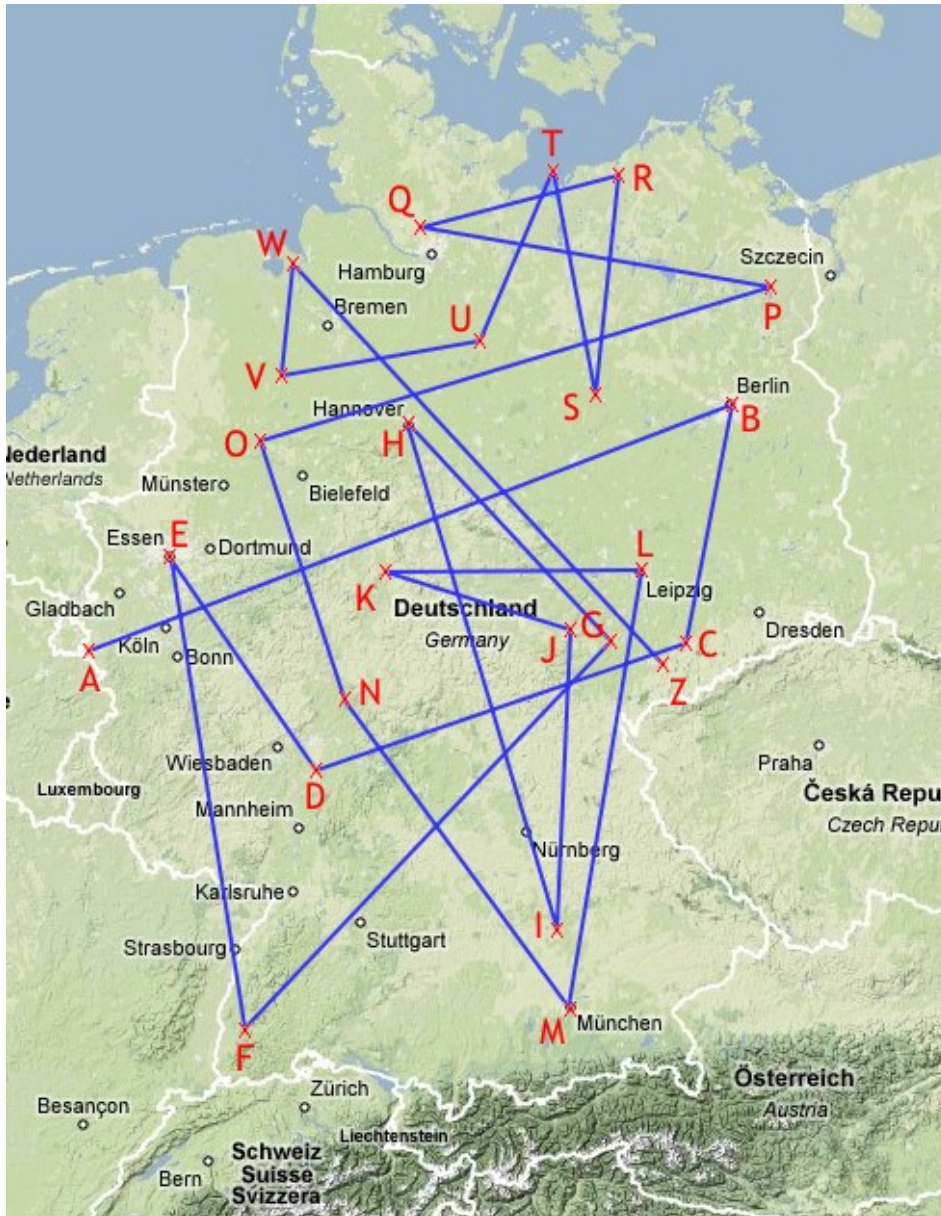 T
R
Q
W
Hamburg
Szczecin
Bremen
P
U
V
Berlin
S
B
Hannover
H
O
Nederland
Netherlands
Münster
Bielefeld
Essen
E
Dortmund
L
Leipzig
K
Gladbach
Deutschland
Germany
G
J
Dresden
Köln
Bonn
A
C
Z
N
Wiesbaden
D
Praha
Luxembourg
Mannheim
Česká Repu
Czech Repu
Nürnberg
Karlsruhe
I
Stuttgart
Strasbourg
M
München
F
Österreich
Austria
Besançon
Zürich
Liechtenstein
Schweiz
Suisse
Svizzera
Bern